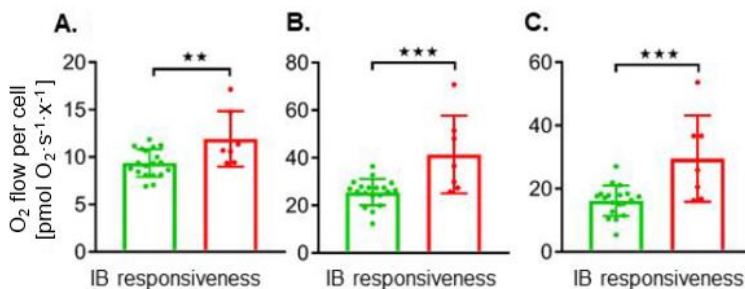 A.
B.
C.
O₂ flow per cell
[pmol O₂·s⁻¹·x⁻¹]
20
15
10
5
0
★★
IB responsiveness
80
60
40
20
0
★★★
IB responsiveness
60
40
20
0
★★★
IB responsiveness